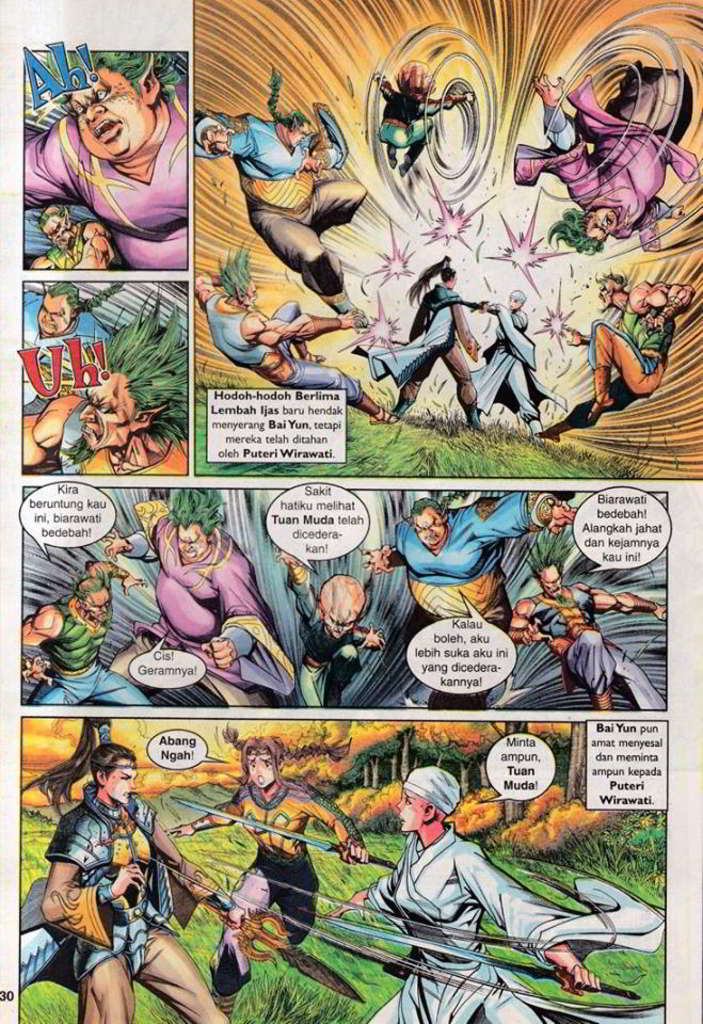 Ah!
Uh!
Hodoh-hodoh Berlima
Lembah Ijas baru hendak
menyerang Bai Yun, tetapi
mereka telah ditahan
oleh Puteri Wirawati.
Kira
beruntung kau
ini, biarawati
bedebah!
Cis!
Geramnya!
Sakit
hatiku melihat
Tuan Muda telah
dicedera-
kan!
Kalau
boleh, aku
lebih suka aku ini
yang dicedera-
kannya!
Biarawati
bedebah!
Alangkah jahat
dan kejamnya
kau ini!
Abang
Ngah!
Minta
ampun,
Tuan
Muda!
Bai Yun pun
amat menyesal
dan meminta
ampun kepada
Puteri
Wirawati.
30